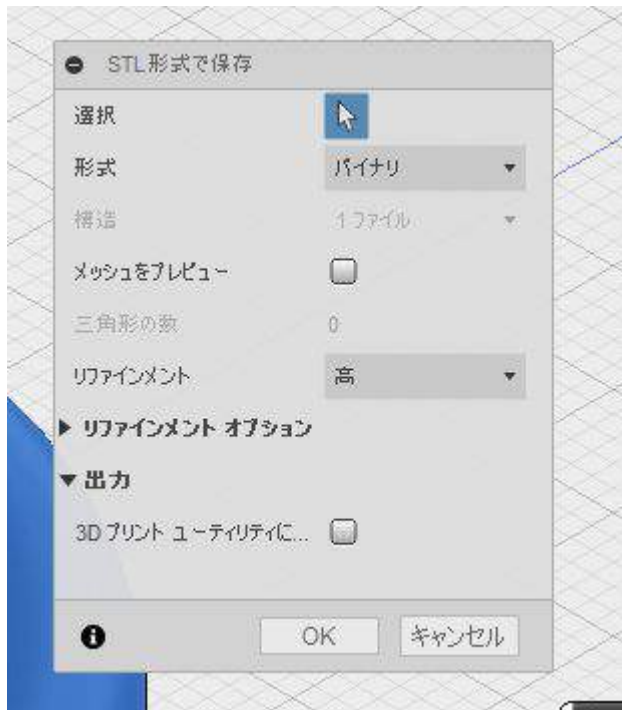 STL形式で保存
選択
形式 バイナリ
構造 1ファイル
メッシュをプレビュー
三角形の数 0
リファインメント 高
リファインメント オプション
出力
3D プリント ユーティリティに...
OK キャンセル